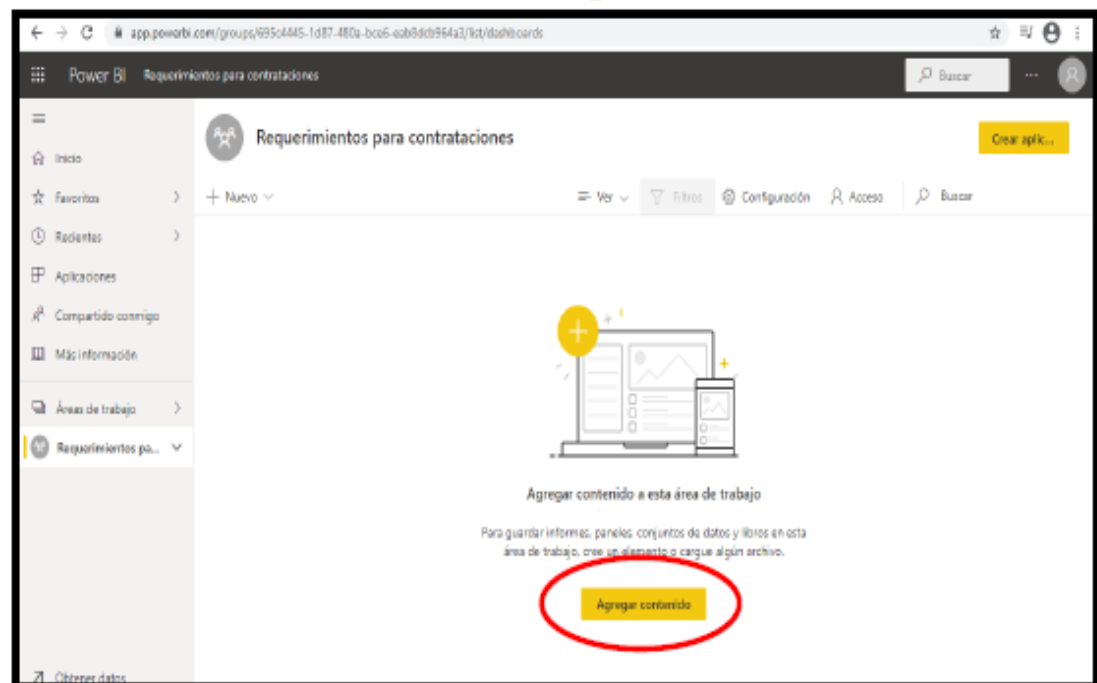 app.powerbi.com/groups/695c4445-1d87-480a-bce6-eab8dcb964a3/list/dashboards
Power BI Requerimientos para contrataciones
Buscar
Requerimientos para contrataciones
Crear aplic...
Inicio
Favoritos
Nuevo
Ver
Filtros
Configuración
Acceso
Buscar
Recientes
Aplicaciones
Compartido conmigo
Más información
Áreas de trabajo
Requerimientos pa...
Agregar contenido a esta área de trabajo
Para guardar informes, paneles, conjuntos de datos y libros en esta
área de trabajo, cree un elemento o cargue algún archivo.
Agregar contenido
Obtener datos